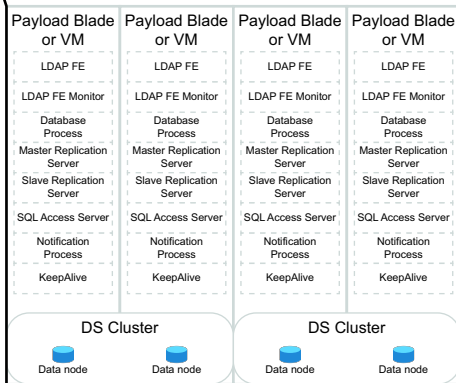 Payload Blade
or VM
LDAP FE
LDAP FE Monitor
Database
Process
Master Replication
Server
Slave Replication
Server
SQL Access Server
Notification
Process
KeepAlive
Payload Blade
or VM
LDAP FE
LDAP FE Monitor
Database
Process
Master Replication
Server
Slave Replication
Server
SQL Access Server
Notification
Process
KeepAlive
Payload Blade
or VM
LDAP FE
LDAP FE Monitor
Database
Process
Master Replication
Server
Slave Replication
Server
SQL Access Server
Notification
Process
KeepAlive
Payload Blade
or VM
LDAP FE
LDAP FE Monitor
Database
Process
Master Replication
Server
Slave Replication
Server
SQL Access Server
Notification
Process
KeepAlive
DS Cluster
Data node
Data node
DS Cluster
Data node
Data node